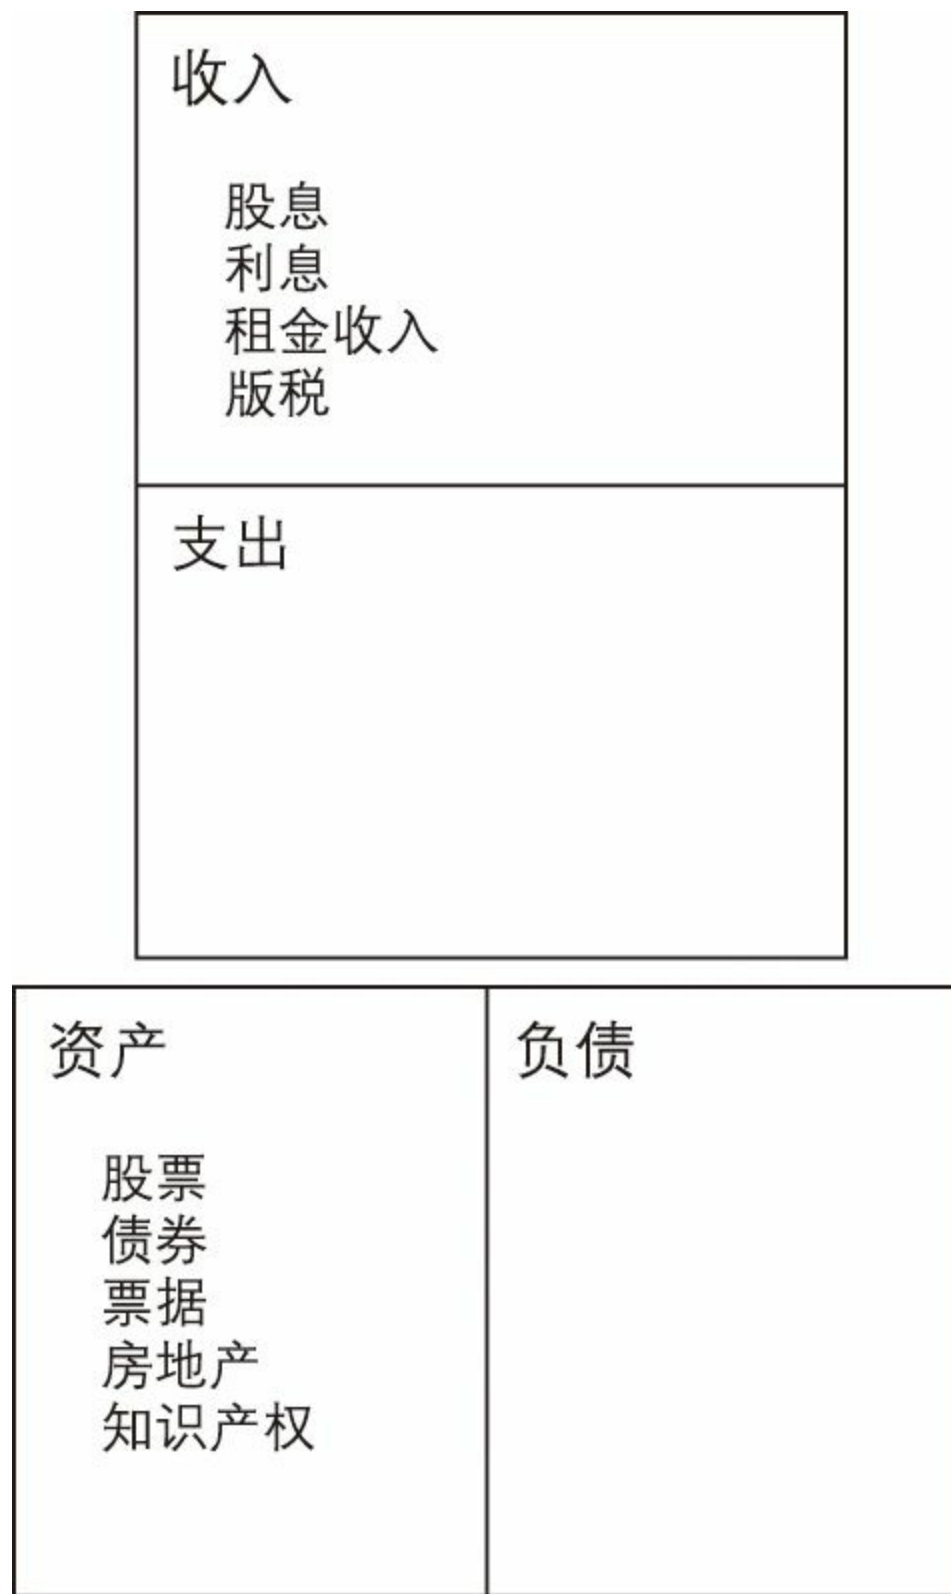 收入
股息
利息
租金收入
版税
支出
资产
负债
股票
债券
票据
房地产
知识产权